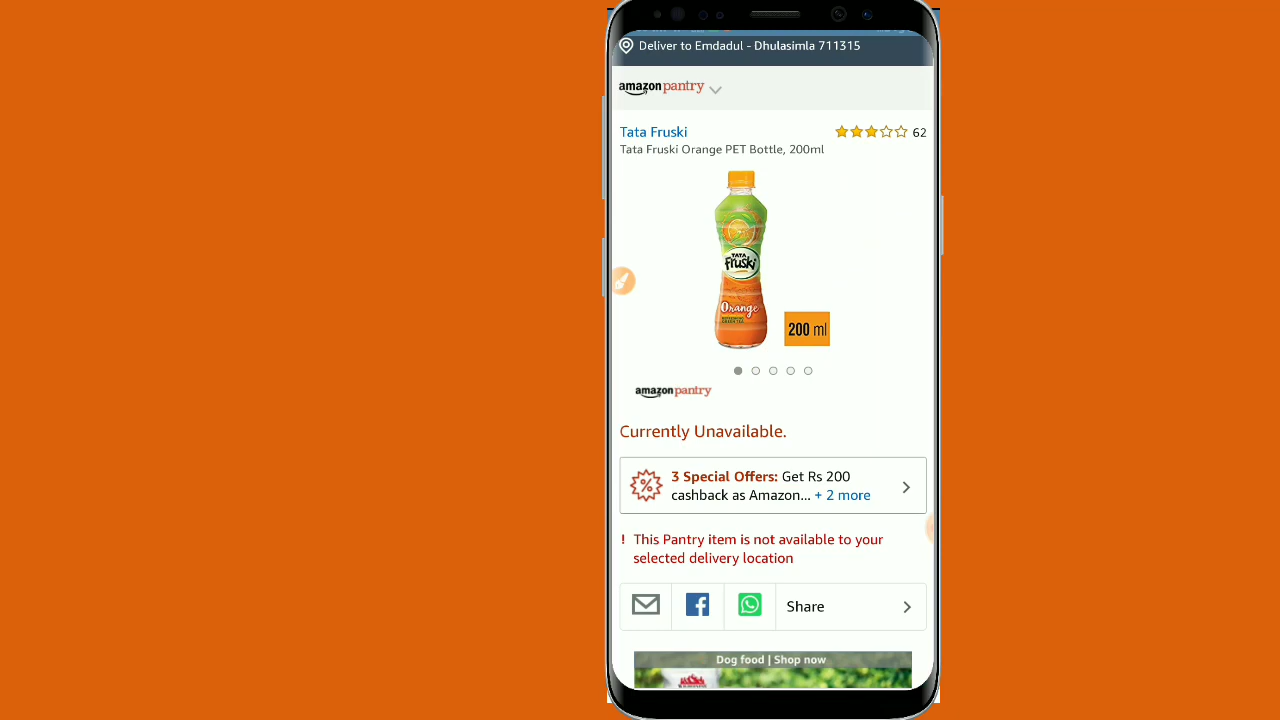 Deliver to Emdadul - Dhulasimla 711315
amazon pantry
Tata Fruski
62
Tata Fruski Orange PET Bottle, 200ml
TATA
Fruski
Orange
200 ml
amazon pantry
Currently Unavailable.
3 Special Offers: Get Rs 200
cashback as Amazon... + 2 more
! This Pantry item is not available to your
selected delivery location
Share
Dog food | Shop now